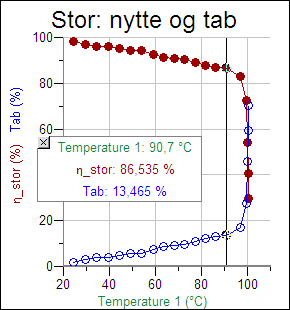 Stor: nytte og tab
100
80
60
20
0
Tab (%)
η_stor (%)
Temperature 1: 90,7 °C
η_stor: 86,535 %
Tab: 13,465 %
20
40
60
80
100
Temperature 1 (°C)